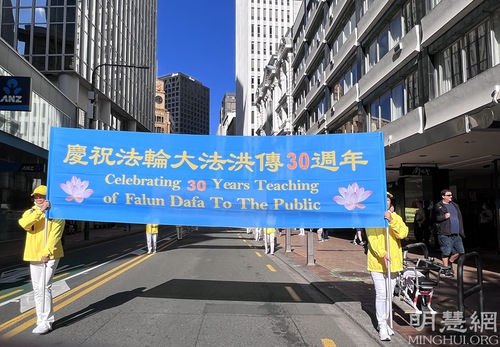 ANZ
慶祝法輪大法洪傳30週年
Celebrating 30 Years Teaching
of Falun Dafa To The Public
明慧網
MINGHUI.ORG